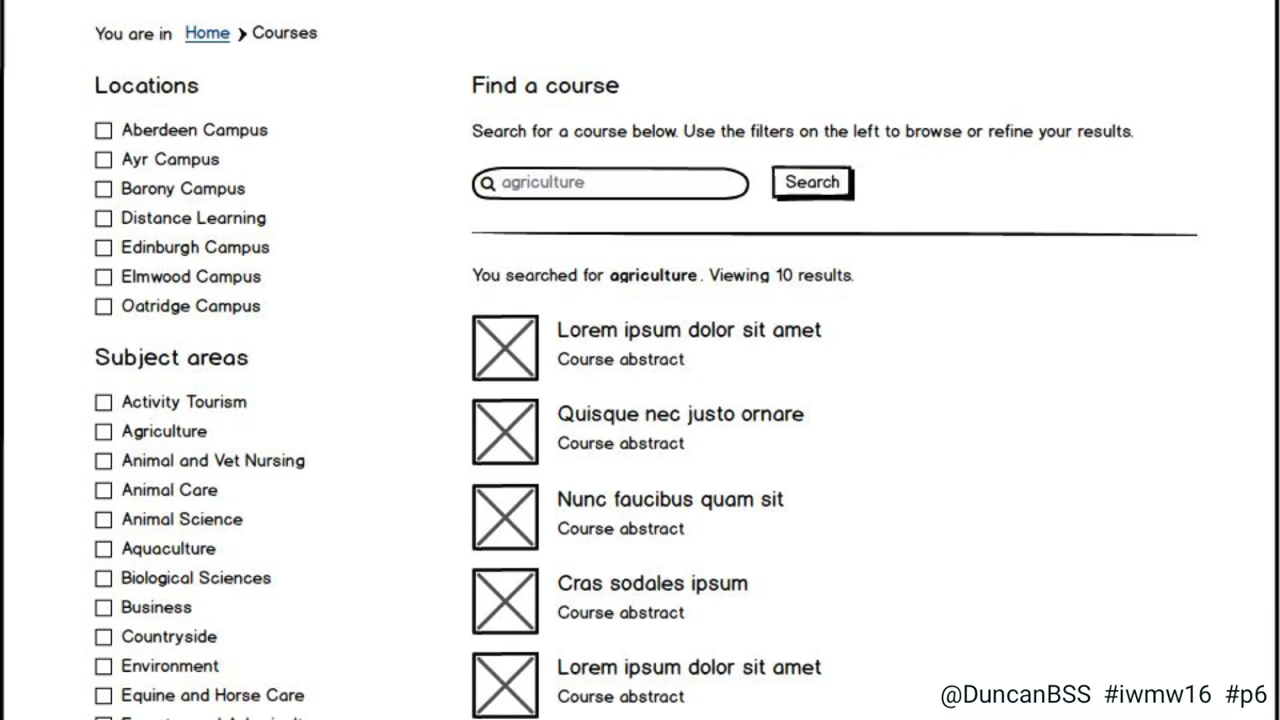 You are in Home > Courses
Locations
Aberdeen Campus
Ayr Campus
Barony Campus
Distance Learning
Edinburgh Campus
Elmwood Campus
Oatridge Campus
Subject areas
Activity Tourism
Agriculture
Animal and Vet Nursing
Animal Care
Animal Science
Aquaculture
Biological Sciences
Business
Countryside
Environment
Equine and Horse Care
Find a course
Search for a course below. Use the filters on the left to browse or refine your results.
agriculture Search
You searched for agriculture. Viewing 10 results.
Lorem ipsum dolor sit amet
Course abstract
Quisque nec justo ornare
Course abstract
Nunc faucibus quam sit
Course abstract
Cras sodales ipsum
Course abstract
Lorem ipsum dolor sit amet
Course abstract
@DuncanBSS #iwmw16 #p6